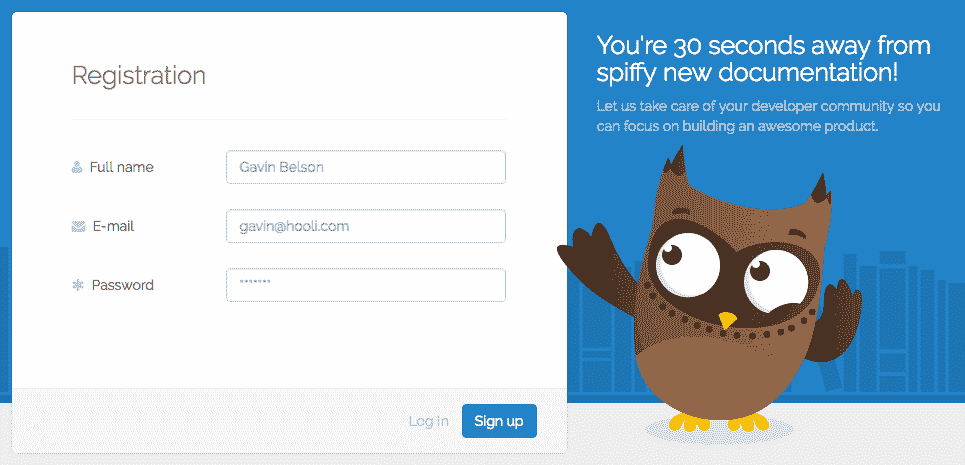 Registration
Full name
Gavin Belson
E-mail
gavin@hooli.com
Password
*******
Log in
Sign up
You're 30 seconds away from
spiffy new documentation!
Let us take care of your developer community so you
can focus on building an awesome product.